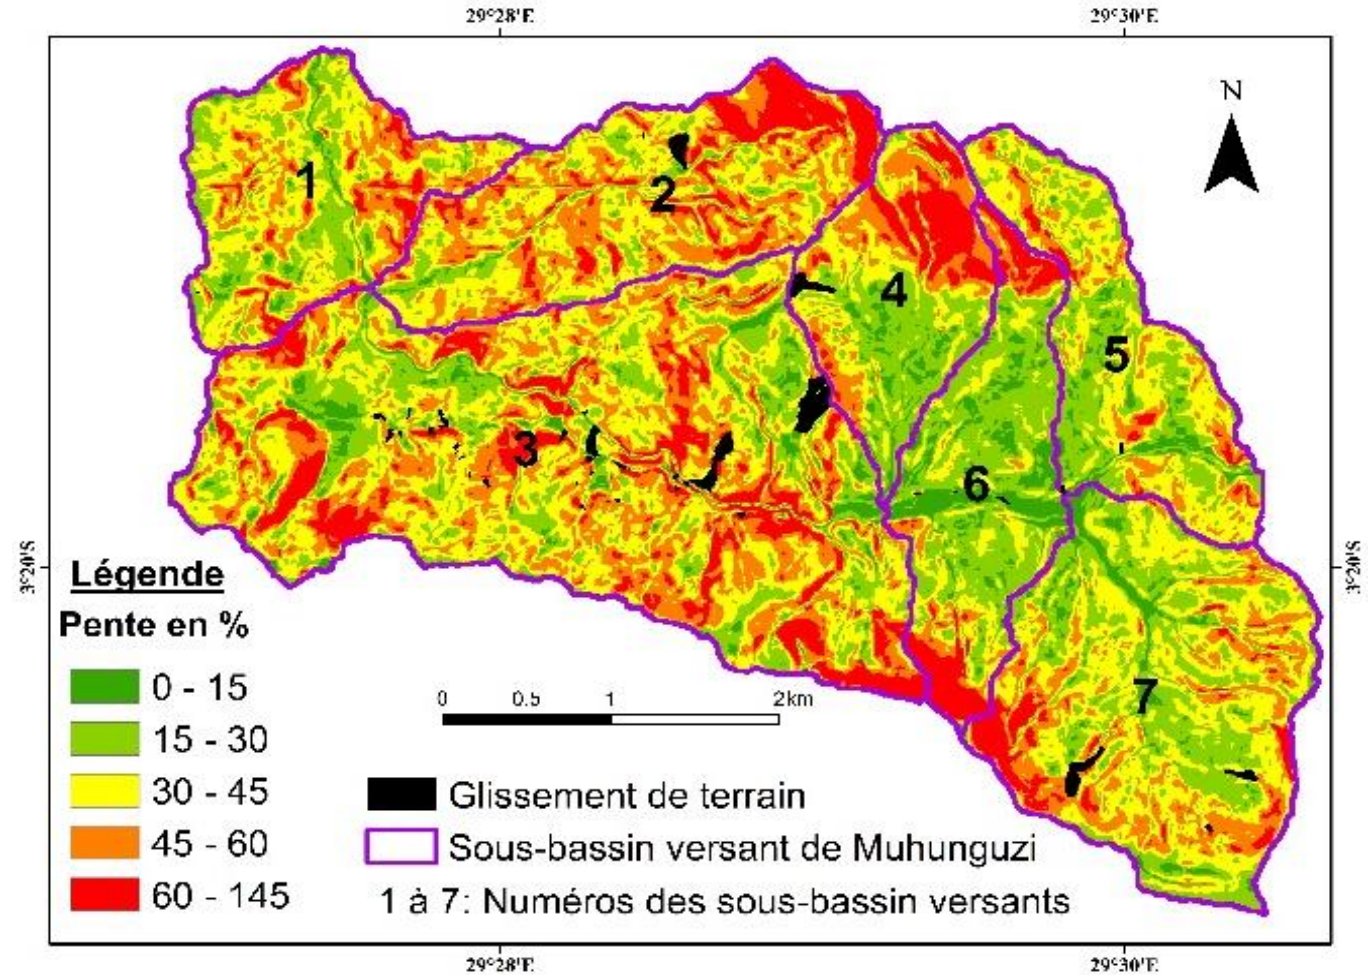 29°28'E 29°30'E
N
1
2
4
5
3
6
7
3°20'S 3°20'S
Légende
Pente en %
0 - 15
15 - 30
30 - 45
45 - 60
60 - 145
0 0.5 1 2km
Glissement de terrain
Sous-bassin versant de Muhunguzi
1 à 7: Numéros des sous-bassin versants
29°28'E 29°30'E